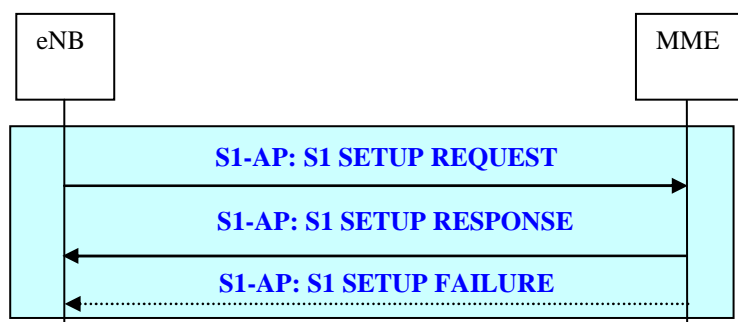 eNB
MME
S1-AP: S1 SETUP REQUEST
S1-AP: S1 SETUP RESPONSE
S1-AP: S1 SETUP FAILURE